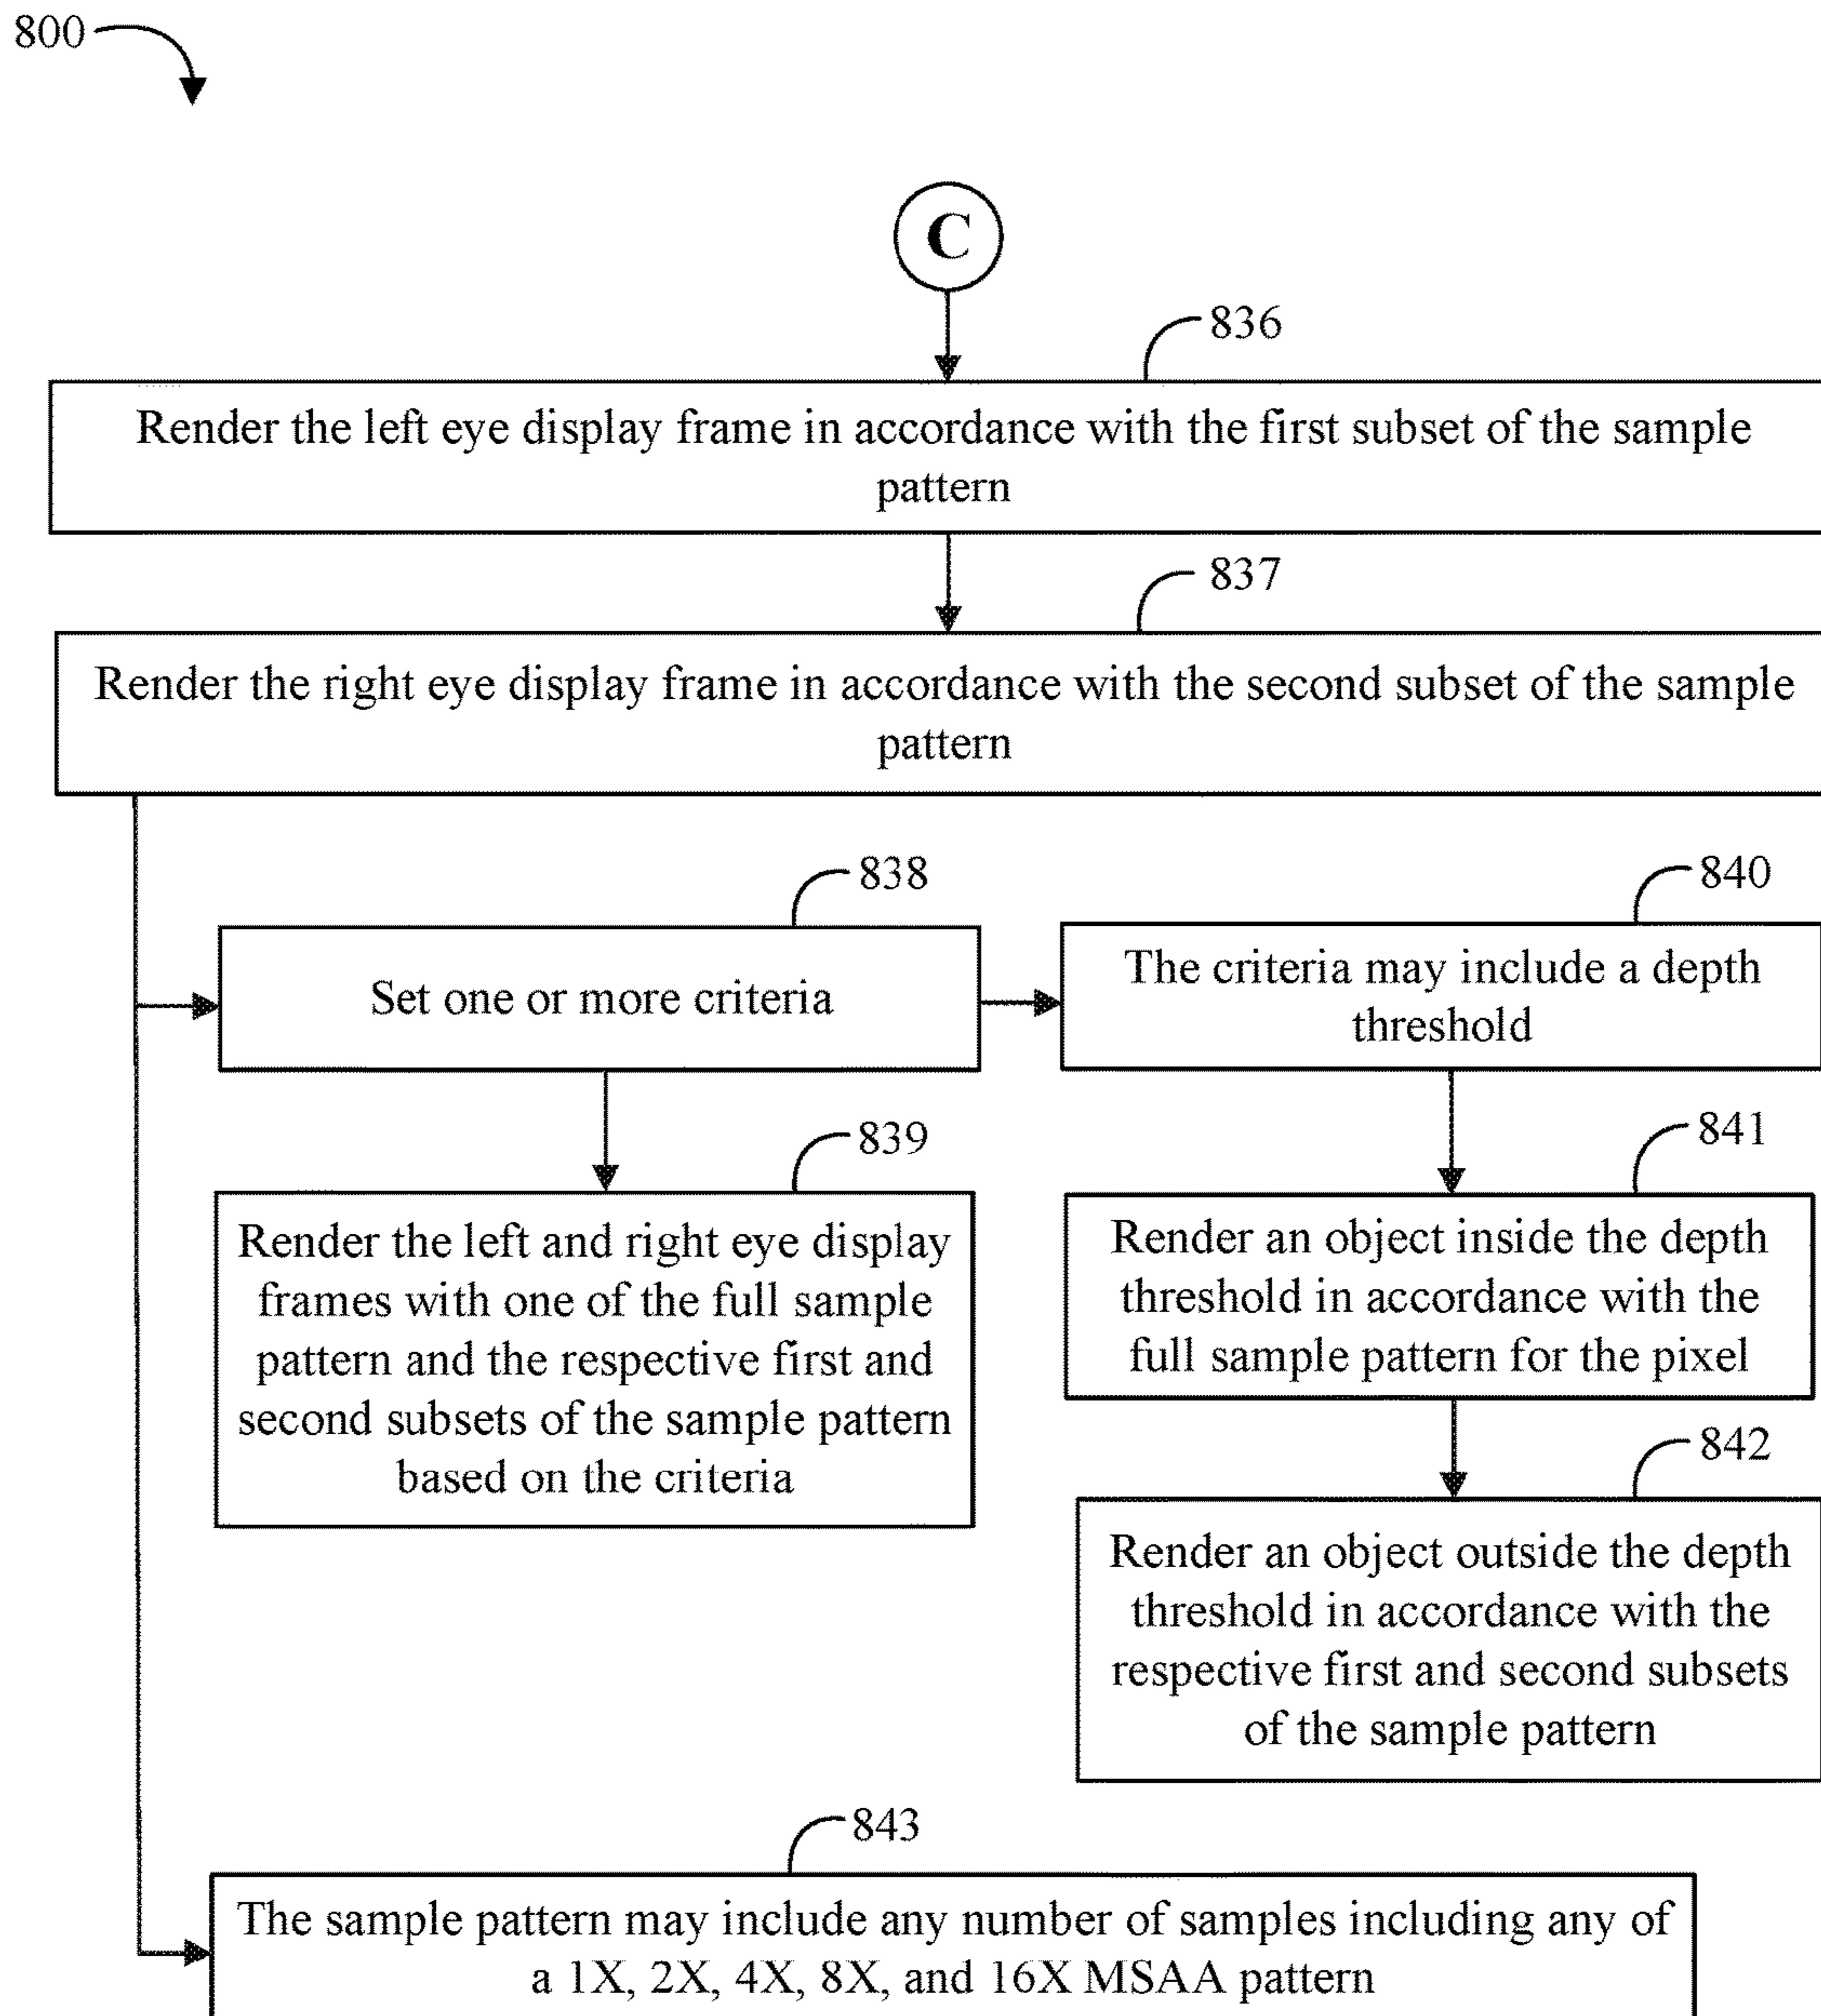 800
C
836
Render the left eye display frame in accordance with the first subset of the sample
pattern
837
Render the right eye display frame in accordance with the second subset of the sample
pattern
838
Set one or more criteria
840
The criteria may include a depth
threshold
839
Render the left and right eye display
frames with one of the full sample
pattern and the respective first and
second subsets of the sample pattern
based on the criteria
841
Render an object inside the depth
threshold in accordance with the
full sample pattern for the pixel
842
Render an object outside the depth
threshold in accordance with the
respective first and second subsets
of the sample pattern
843
The sample pattern may include any number of samples including any of
a 1X, 2X, 4X, 8X, and 16X MSAA pattern